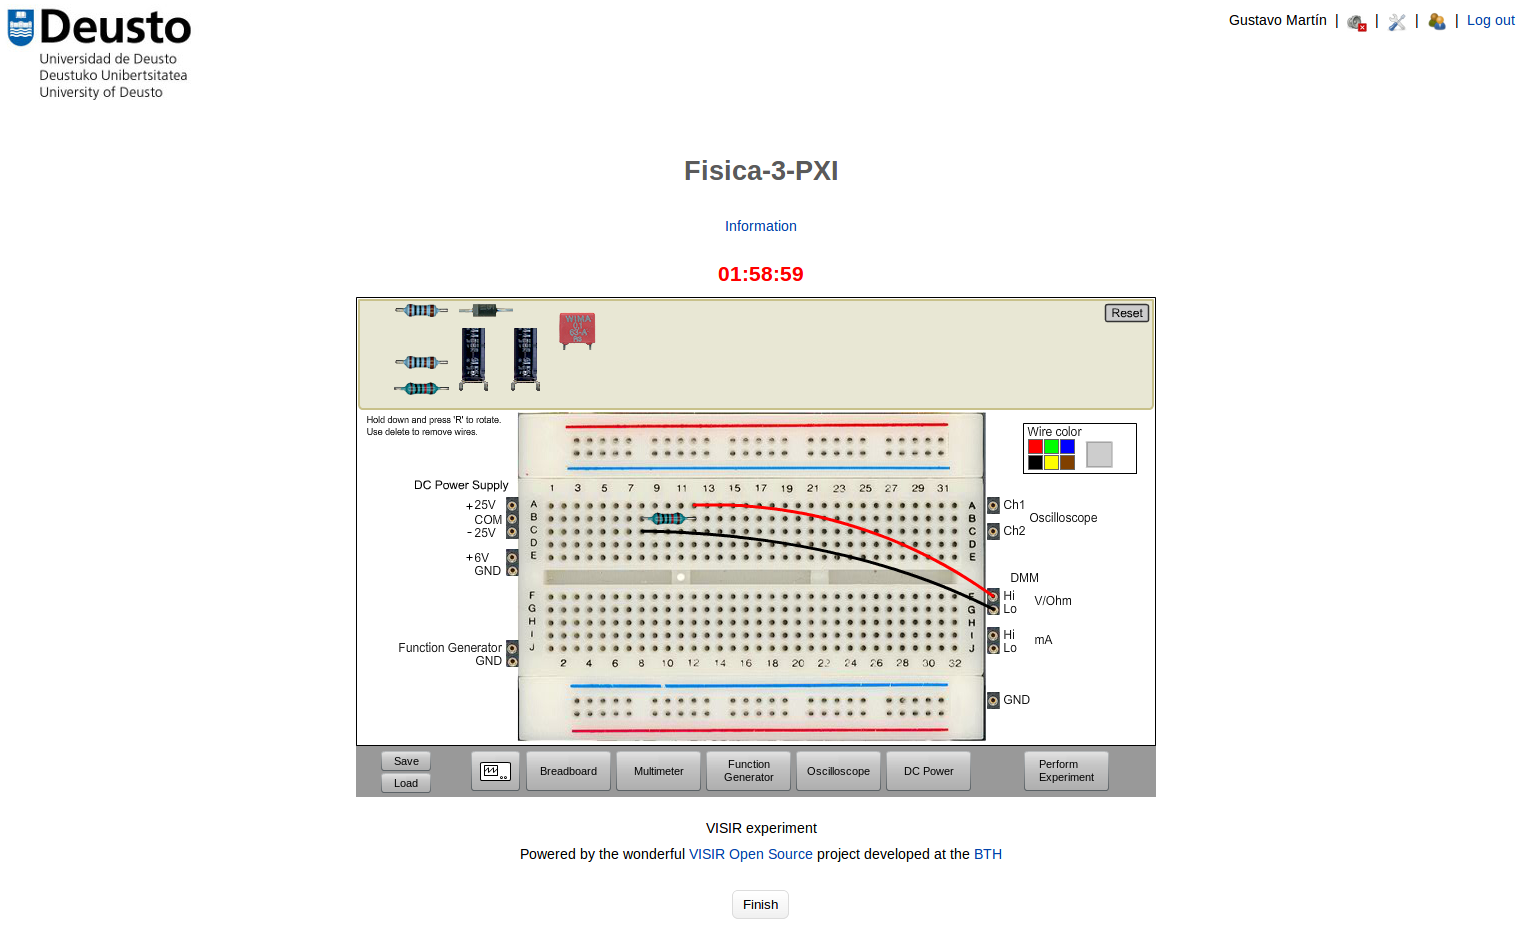 Deusto
Universidad de Deusto
Deustuko Unibertsitatea
University of Deusto
Gustavo Martín | | | | Log out
Fisica-3-PXI
Information
01:58:59
Reset
WIMA
Hold down and press 'R' to rotate.
Use delete to remove wires.
Wire color
DC Power Supply
+25V
COM
-25V
+6V
GND
Function Generator
GND
1 3 5 7 9 11 13 15 17 19 21 23 25 27 29 31
A A
B B
C C
D D
E E
F F
G G
H H
I I
J J
2 4 6 8 10 12 14 16 18 20 22 24 26 28 30 32
Ch1
Oscilloscope
Ch2
DMM
Hi
V/Ohm
Lo
Hi
mA
Lo
GND
Save
Load
Breadboard
Multimeter
Function
Generator
Oscilloscope
DC Power
Perform
Experiment
VISIR experiment
Powered by the wonderful VISIR Open Source project developed at the BTH
Finish